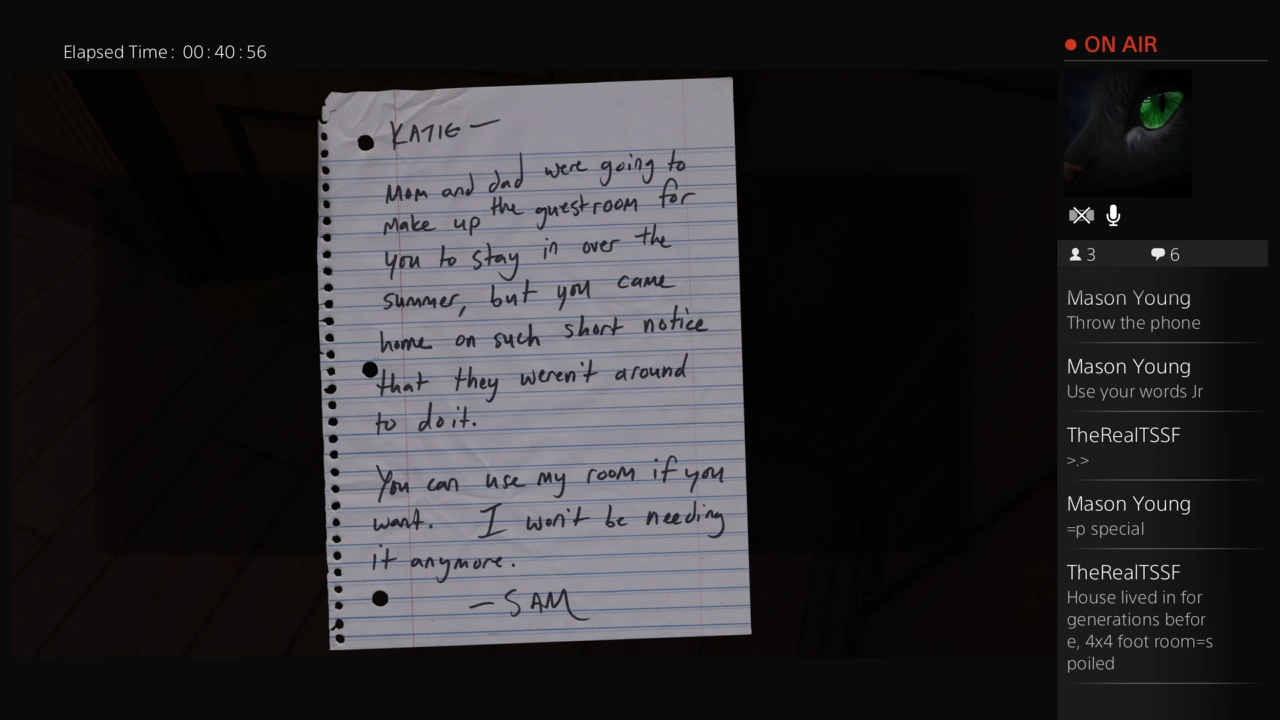 Elapsed Time: 00:40:56
KATIE —
Mom and dad were going to
make up the guestroom for
you to stay in over the
summer, but you came
home on such short notice
that they weren't around
to do it.
You can use my room if you
want. I won't be needing
it anymore.
— SAM
ON AIR
3 6
Mason Young
Throw the phone
Mason Young
Use your words Jr
TheRealTSSF
>.>
Mason Young
=p special
TheRealTSSF
House lived in for
generations befor
e, 4x4 foot room=s
poiled